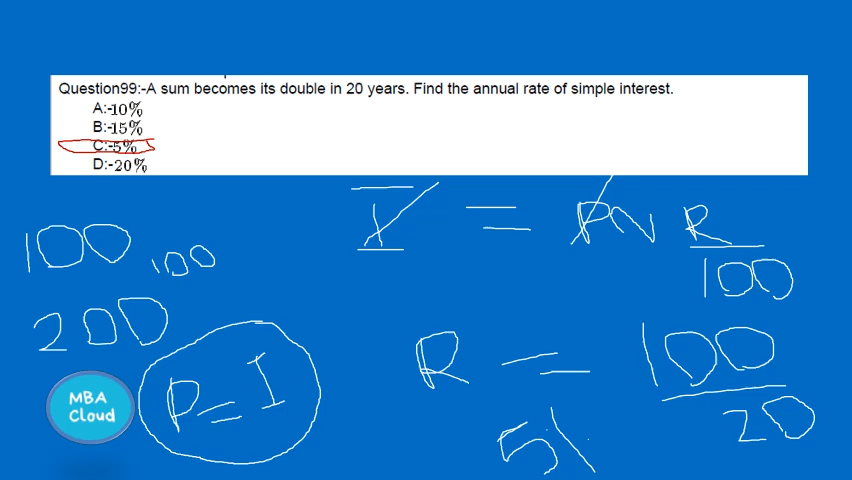 Question99:-A sum becomes its double in 20 years. Find the annual rate of simple interest.
A:-10%
B:-15%
C:-5%
D:-20%
I = PNR
100
100 100
200
P = I
R = 100
20
5%
MBA
Cloud